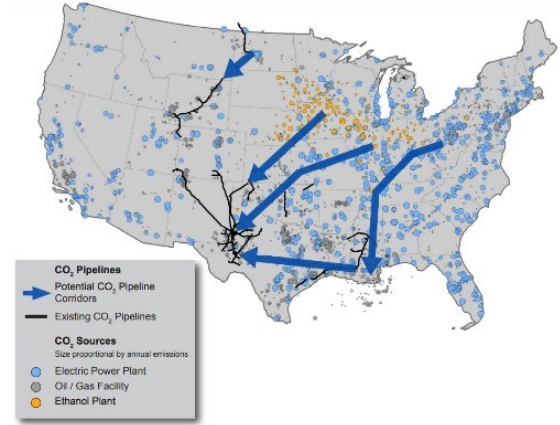 CO₂ Pipelines
Potential CO₂ Pipeline
Corridors
Existing CO₂ Pipelines
CO₂ Sources
Size proportional by annual emissions
Electric Power Plant
Oil / Gas Facility
Ethanol Plant